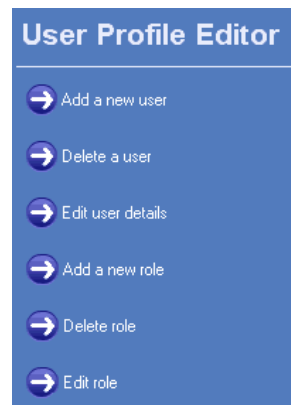 User Profile Editor
Add a new user
Delete a user
Edit user details
Add a new role
Delete role
Edit role